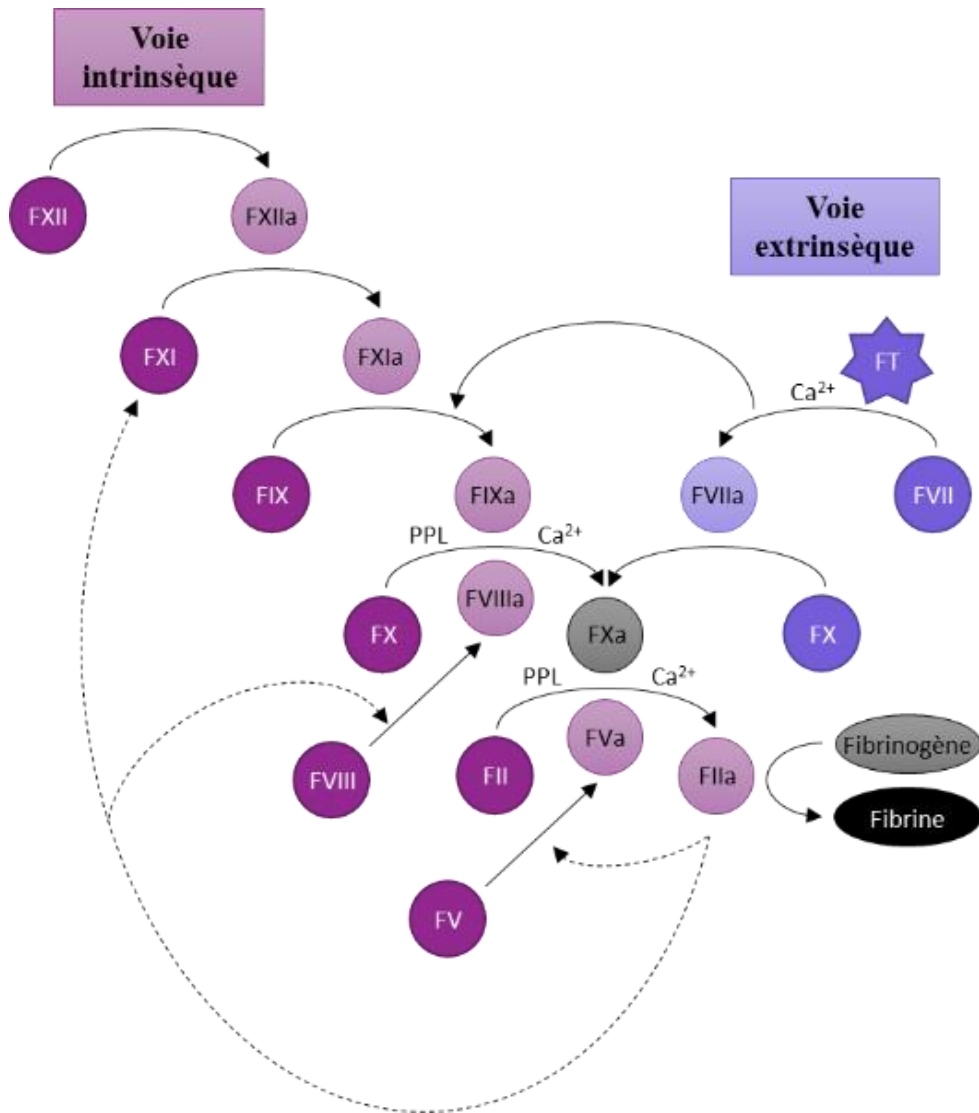 Voie
intrinsèque
FXII
FXIIa
Voie
extrinsèque
FXI
FXIa
FT
Ca²⁺
FIX
FIXa
FVIIa
FVII
PPL
Ca²⁺
FVIIIa
FX
FXa
FX
PPL
Ca²⁺
FVa
Fibrinogène
FVIII
FII
FIIa
Fibrine
FV